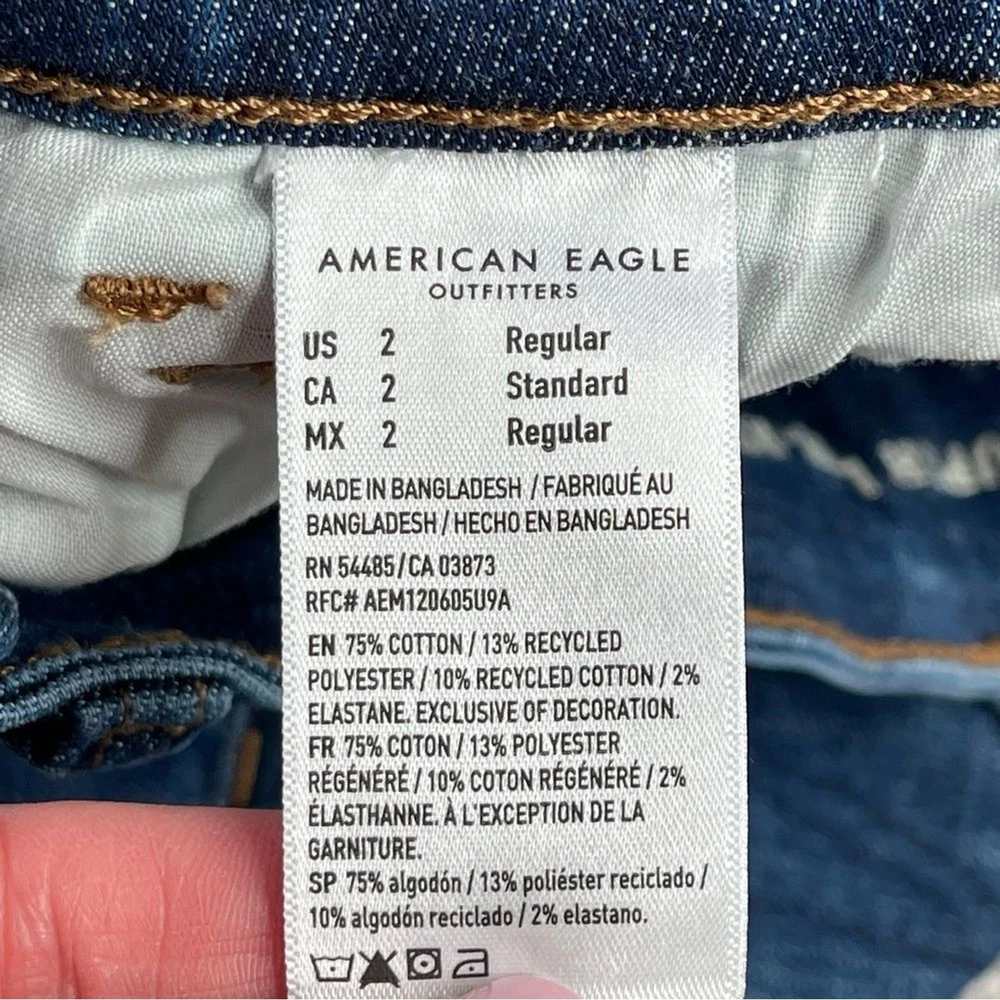 AMERICAN EAGLE
OUTFITTERS
US 2 Regular
CA 2 Standard
MX 2 Regular
MADE IN BANGLADESH / FABRIQUÉ AU
BANGLADESH / HECHO EN BANGLADESH
RN 54485/CA 03873
RFC# AEM120605U9A
EN 75% COTTON / 13% RECYCLED
POLYESTER / 10% RECYCLED COTTON / 2%
ELASTANE. EXCLUSIVE OF DECORATION.
FR 75% COTON / 13% POLYESTER
RÉGÉNÉRÉ / 10% COTON RÉGÉNÉRÉ / 2%
ÉLASTHANNE. À L'EXCEPTION DE LA
GARNITURE.
SP 75% algodón / 13% poliéster reciclado /
10% algodón reciclado / 2% elastano.